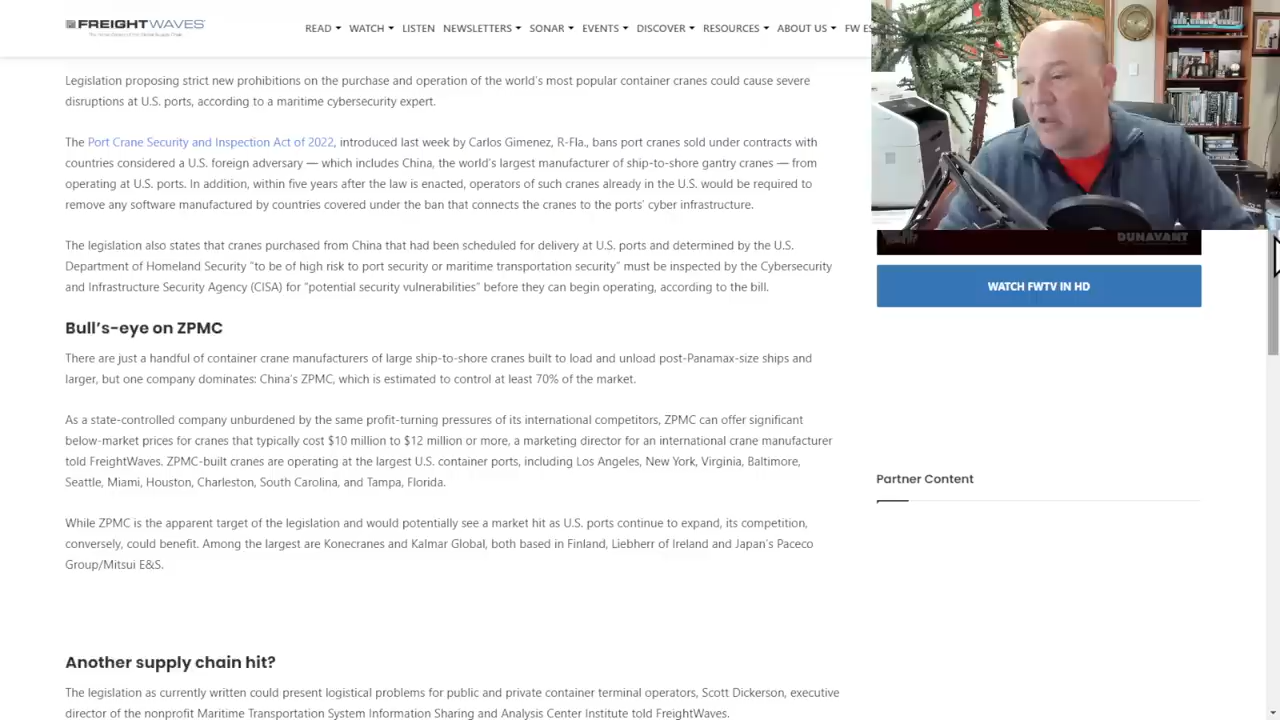 FREIGHTWAVES
READ WATCH LISTEN NEWSLETTERS SONAR EVENTS DISCOVER RESOURCES ABOUT US FW
Legislation proposing strict new prohibitions on the purchase and operation of the world's most popular container cranes could cause severe
disruptions at U.S. ports, according to a maritime cybersecurity expert.
The Port Crane Security and Inspection Act of 2022, introduced last week by Carlos Gimenez, R-Fla., bans port cranes sold under contracts with
countries considered a U.S. foreign adversary — which includes China, the world's largest manufacturer of ship-to-shore gantry cranes — from
operating at U.S. ports. In addition, within five years after the law is enacted, operators of such cranes already in the U.S. would be required to
remove any software manufactured by countries covered under the ban that connects the cranes to the ports' cyber infrastructure.
The legislation also states that cranes purchased from China that had been scheduled for delivery at U.S. ports and determined by the U.S.
Department of Homeland Security “to be of high risk to port security or maritime transportation security” must be inspected by the Cybersecurity
and Infrastructure Security Agency (CISA) for “potential security vulnerabilities” before they can begin operating, according to the bill.
DUNAVANT
WATCH FWTV IN HD
Bull's-eye on ZPMC
There are just a handful of container crane manufacturers of large ship-to-shore cranes built to load and unload post-Panamax-size ships and
larger, but one company dominates: China's ZPMC, which is estimated to control at least 70% of the market.
As a state-controlled company unburdened by the same profit-turning pressures of its international competitors, ZPMC can offer significant
below-market prices for cranes that typically cost $10 million to $12 million or more, a marketing director for an international crane manufacturer
told FreightWaves. ZPMC-built cranes are operating at the largest U.S. container ports, including Los Angeles, New York, Virginia, Baltimore,
Seattle, Miami, Houston, Charleston, South Carolina, and Tampa, Florida.
Partner Content
While ZPMC is the apparent target of the legislation and would potentially see a market hit as U.S. ports continue to expand, its competition,
conversely, could benefit. Among the largest are Konecranes and Kalmar Global, both based in Finland, Liebherr of Ireland and Japan's Paceco
Group/Mitsui E&S.
Another supply chain hit?
The legislation as currently written could present logistical problems for public and private container terminal operators, Scott Dickerson, executive
director of the nonprofit Maritime Transportation System Information Sharing and Analysis Center Institute told FreightWaves.